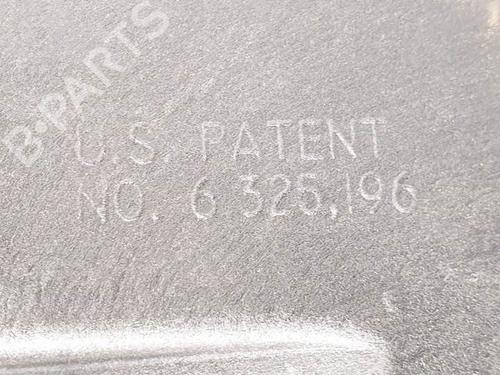 B-PARTS
U.S. PATENT
NO. 6 325,196